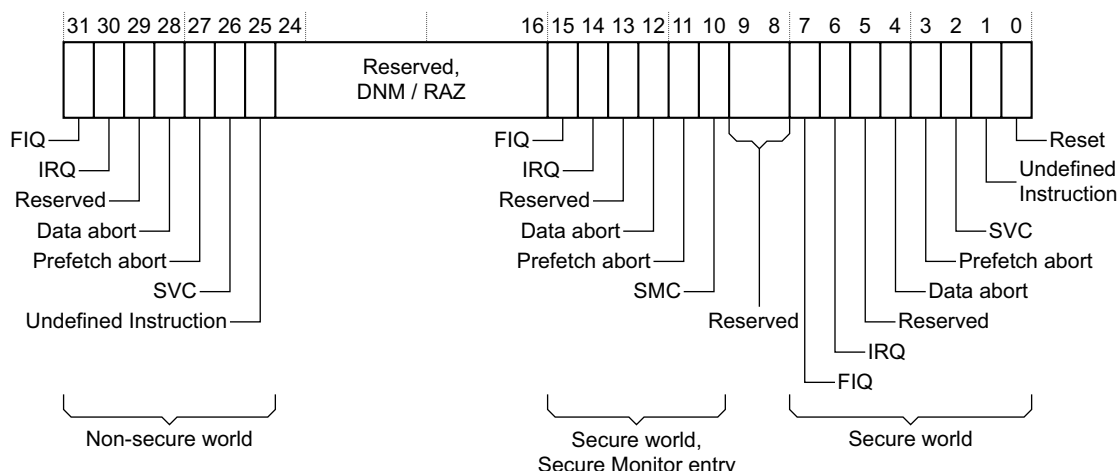 31 30 29 28 27 26 25 24 16 15 14 13 12 11 10 9 8 7 6 5 4 3 2 1 0
Reserved,
DNM / RAZ
FIQ FIQ Reset
IRQ IRQ Undefined
Instruction
Reserved Reserved
Data abort Data abort SVC
Prefetch abort Prefetch abort Prefetch abort
SVC SMC Data abort
Undefined Instruction Reserved Reserved
IRQ
FIQ
Non-secure world Secure world, Secure world
Secure Monitor entry